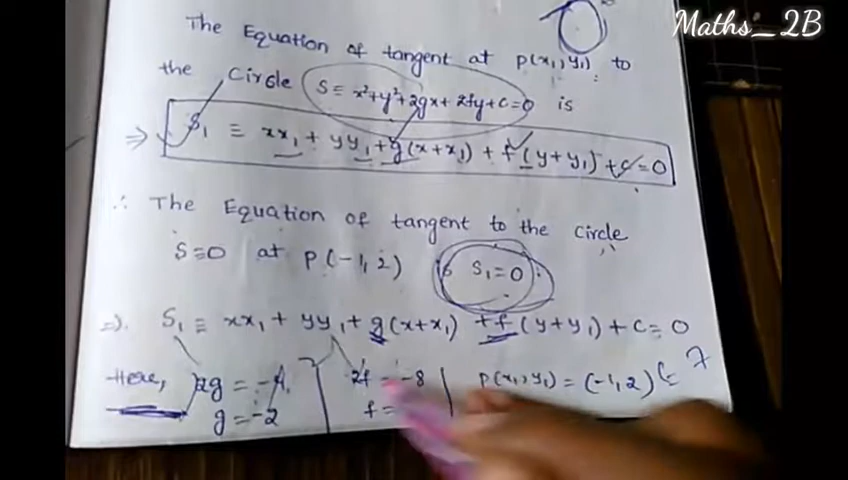 Maths_2B
The Equation of tangent at P(x₁, y₁) to
the Circle S ≡ x²+y²+2gx+2fy+c=0 is
⇒ S₁ ≡ xx₁ + yy₁ + g(x+x₁) + f(y+y₁) + c = 0
∴ The Equation of tangent to the circle
S=0 at P(-1, 2) is S₁=0
⇒ S₁ ≡ xx₁ + yy₁ + g(x+x₁) + f(y+y₁) + c = 0
Here, 2g = -4 2f = -8 P(x₁, y₁) = (-1, 2) c = 7
g = -2 f =